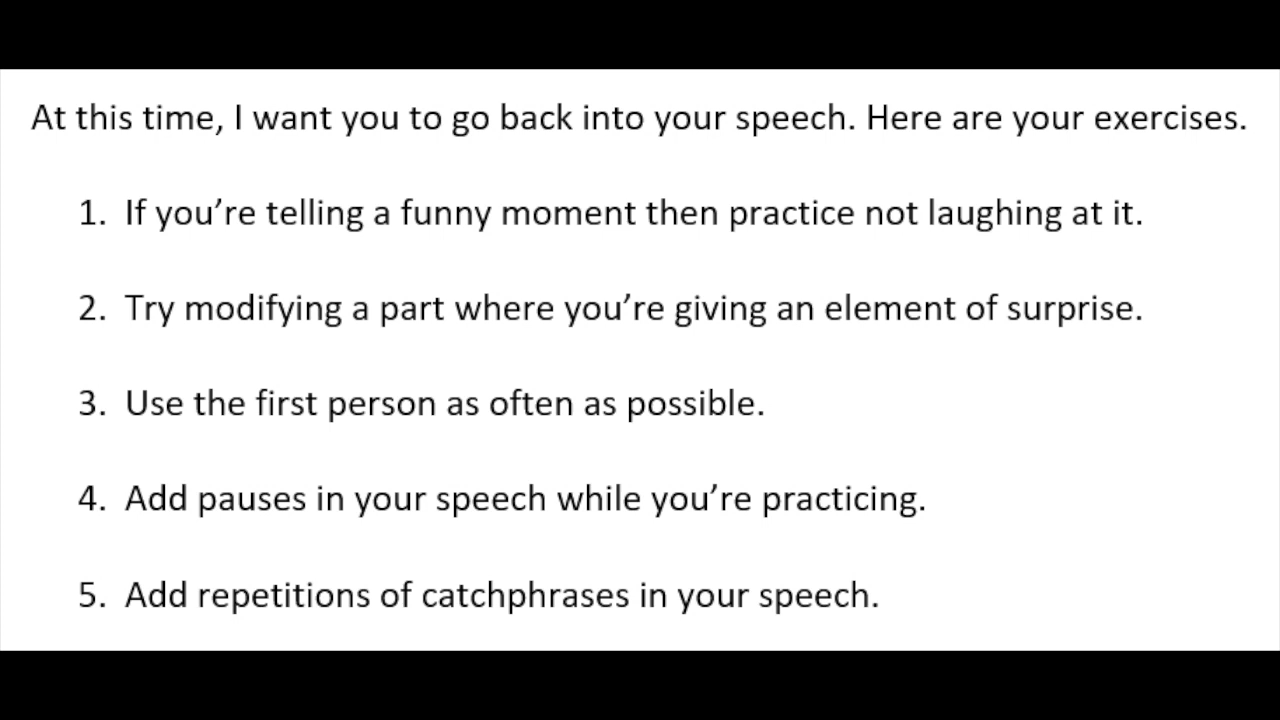 At this time, I want you to go back into your speech. Here are your exercises.
1. If you’re telling a funny moment then practice not laughing at it.
2. Try modifying a part where you’re giving an element of surprise.
3. Use the first person as often as possible.
4. Add pauses in your speech while you’re practicing.
5. Add repetitions of catchphrases in your speech.